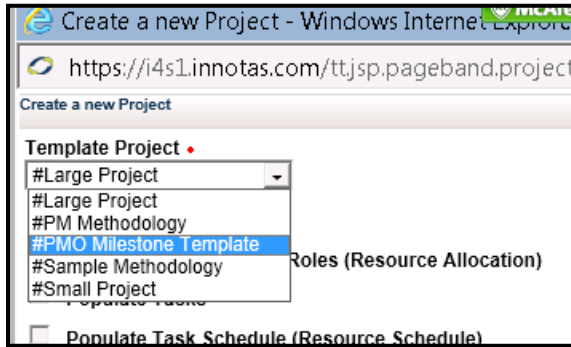 Create a new Project - Windows Internet Explorer
https://i4s1.innotas.com/tt.jsp.pageband.project
Create a new Project
Template Project •
#Large Project
#Large Project
#PM Methodology
#PMO Milestone Template
#Sample Methodology
Roles (Resource Allocation)
#Small Project
Populate Tasks
Populate Task Schedule (Resource Schedule)